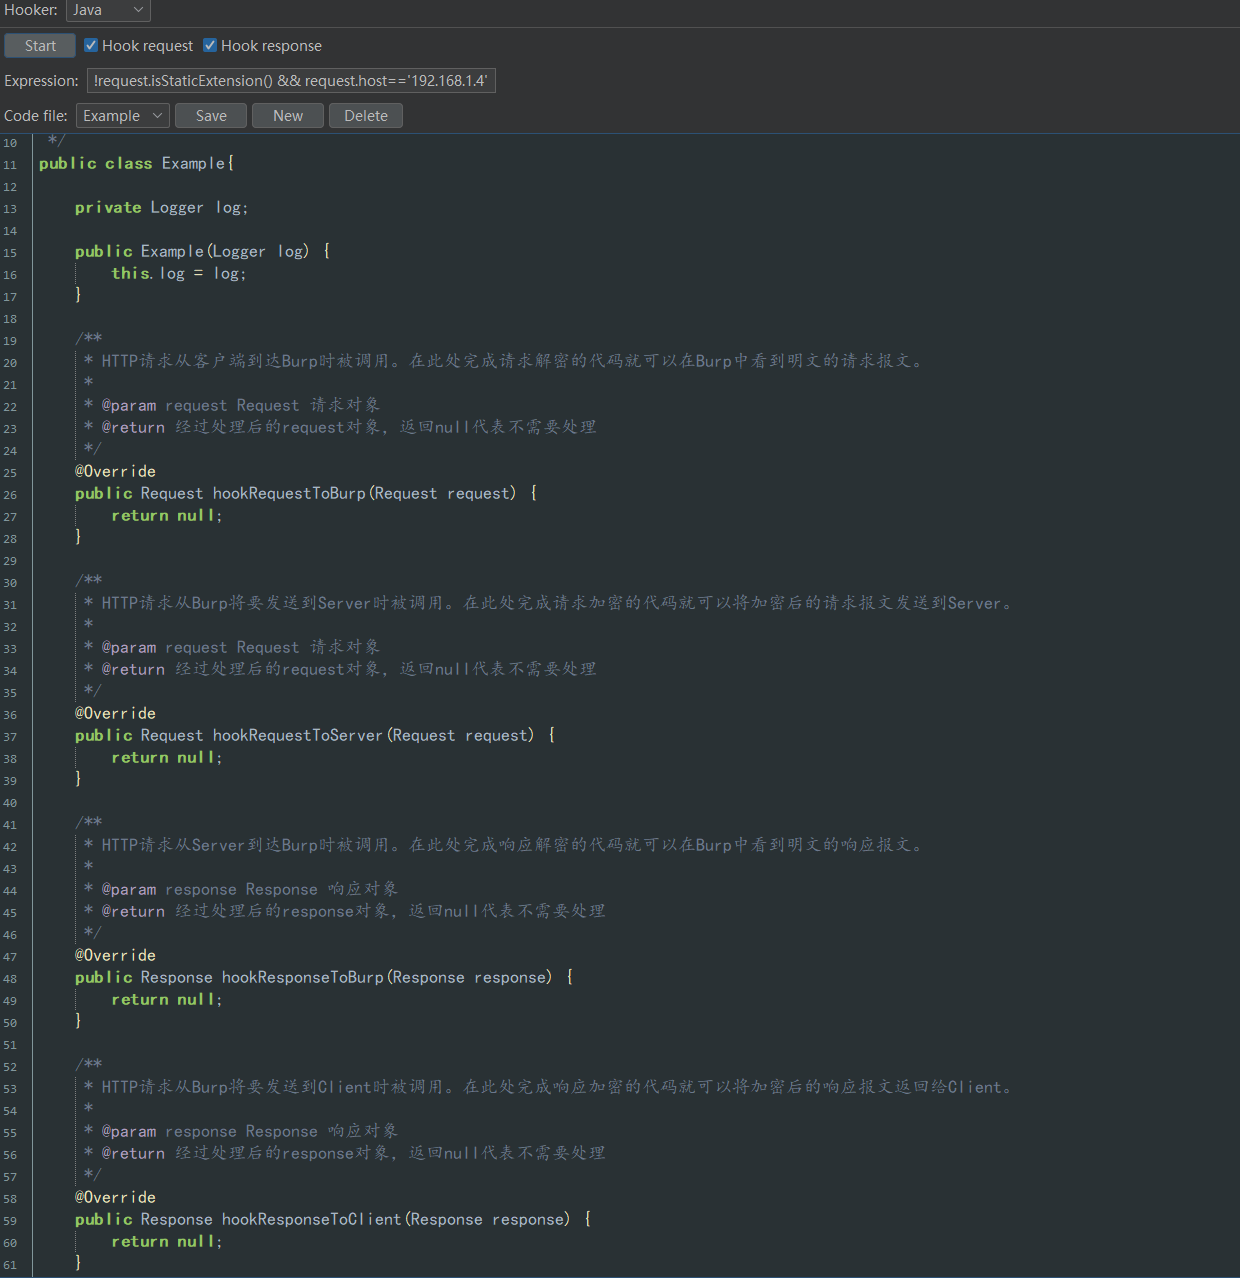 Hooker: Java
Start Hook request Hook response
Expression: !request.isStaticExtension() && request.host=='192.168.1.4'
Code file: Example Save New Delete
10 */
11 public class Example{
12
13 private Logger log;
14
15 public Example(Logger log) {
16 this.log = log;
17 }
18
19 /**
20 * HTTP请求从客户端到达Burp时被调用。在此处完成请求解密的代码就可以在Burp中看到明文的请求报文。
21 *
22 * @param request Request 请求对象
23 * @return 经过处理后的request对象，返回null代表不需要处理
24 */
25 @Override
26 public Request hookRequestToBurp(Request request) {
27 return null;
28 }
29
30 /**
31 * HTTP请求从Burp将要发送到Server时被调用。在此处完成请求加密的代码就可以将加密后的请求报文发送到Server。
32 *
33 * @param request Request 请求对象
34 * @return 经过处理后的request对象，返回null代表不需要处理
35 */
36 @Override
37 public Request hookRequestToServer(Request request) {
38 return null;
39 }
40
41 /**
42 * HTTP请求从Server到达Burp时被调用。在此处完成响应解密的代码就可以在Burp中看到明文的响应报文。
43 *
44 * @param response Response 响应对象
45 * @return 经过处理后的response对象，返回null代表不需要处理
46 */
47 @Override
48 public Response hookResponseToBurp(Response response) {
49 return null;
50 }
51
52 /**
53 * HTTP请求从Burp将要发送到Client时被调用。在此处完成响应加密的代码就可以将加密后的响应报文返回给Client。
54 *
55 * @param response Response 响应对象
56 * @return 经过处理后的response对象，返回null代表不需要处理
57 */
58 @Override
59 public Response hookResponseToClient(Response response) {
60 return null;
61 }